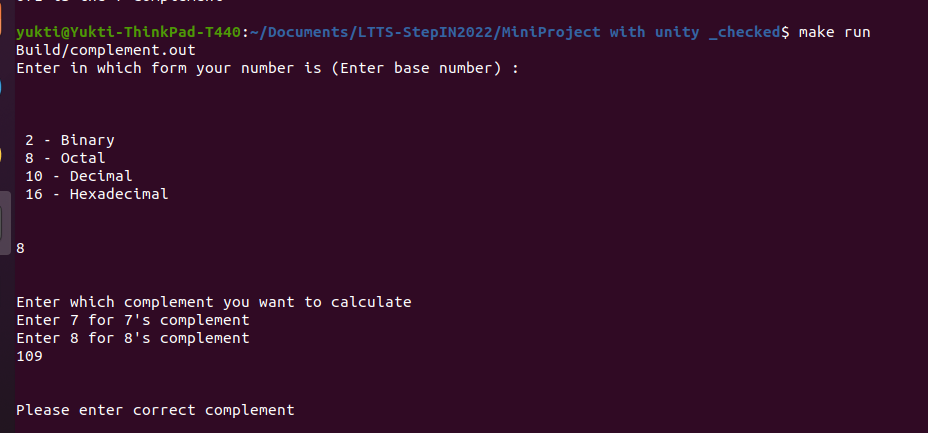 yukti@Yukti-ThinkPad-T440:~/Documents/LTTS-StepIN2022/MiniProject with unity _checked$ make run
Build/complement.out
Enter in which form your number is (Enter base number) :
2 - Binary
8 - Octal
10 - Decimal
16 - Hexadecimal
8
Enter which complement you want to calculate
Enter 7 for 7's complement
Enter 8 for 8's complement
109
Please enter correct complement